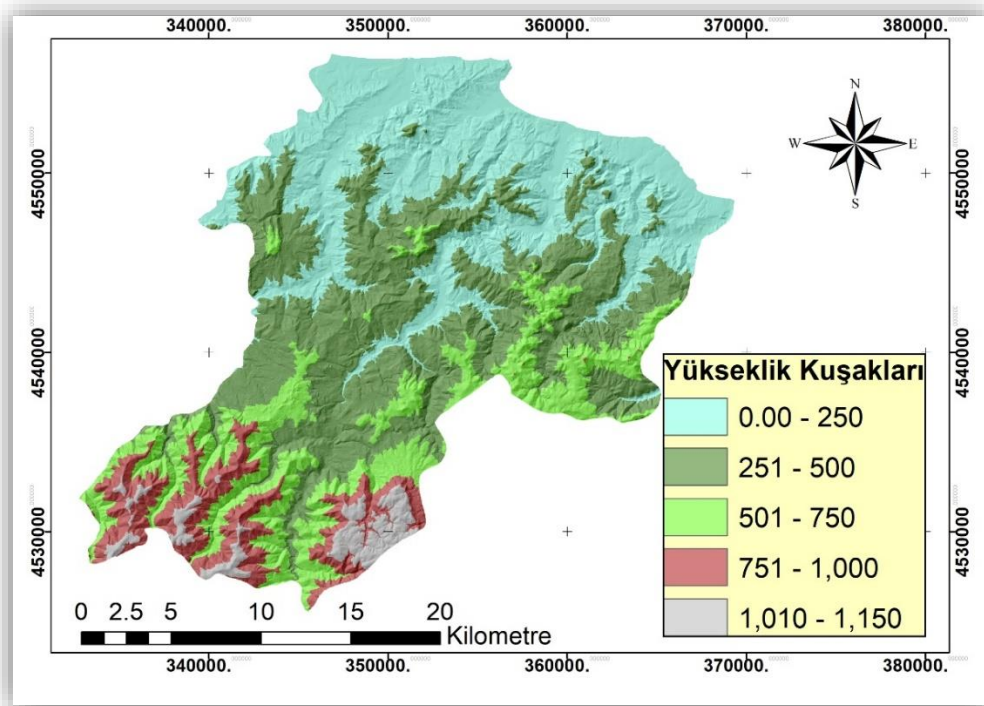 340000. 350000. 360000. 370000. 380000.
N
W E
S
4550000 4550000
4540000 4540000
4530000 4530000
Yükseklik Kuşakları
0.00 - 250
251 - 500
501 - 750
751 - 1,000
1,010 - 1,150
0 2.5 5 10 15 20
Kilometre
340000. 350000. 360000. 370000. 380000.